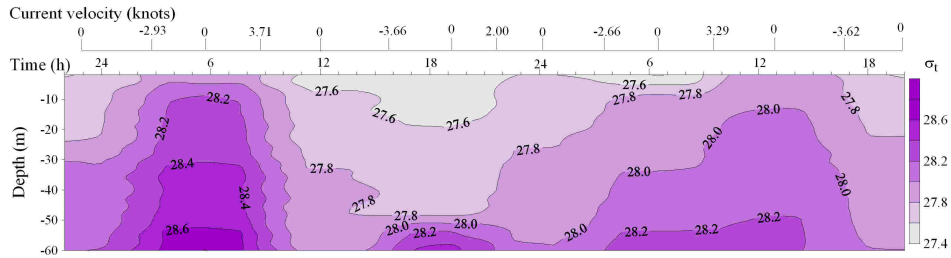 Current velocity (knots)
0 -2.93 0 3.71 0 -3.66 0 2.00 0 -2.66 0 3.29 0 -3.62 0
Time (h) 24 6 12 18 24 6 12 18 σt
27.6 27.6
-10 28.2 27.6 27.8 27.8 27.8 28.6
-20 28.2 27.6 27.6 28.0
Depth (m) -30 28.4 27.8 27.8 28.0 28.0 28.2
-40 28.4 27.8 28.0 27.8
-50 27.8 28.0 28.0 28.0 28.2
-60 28.6 28.2 28.2 28.2 27.4